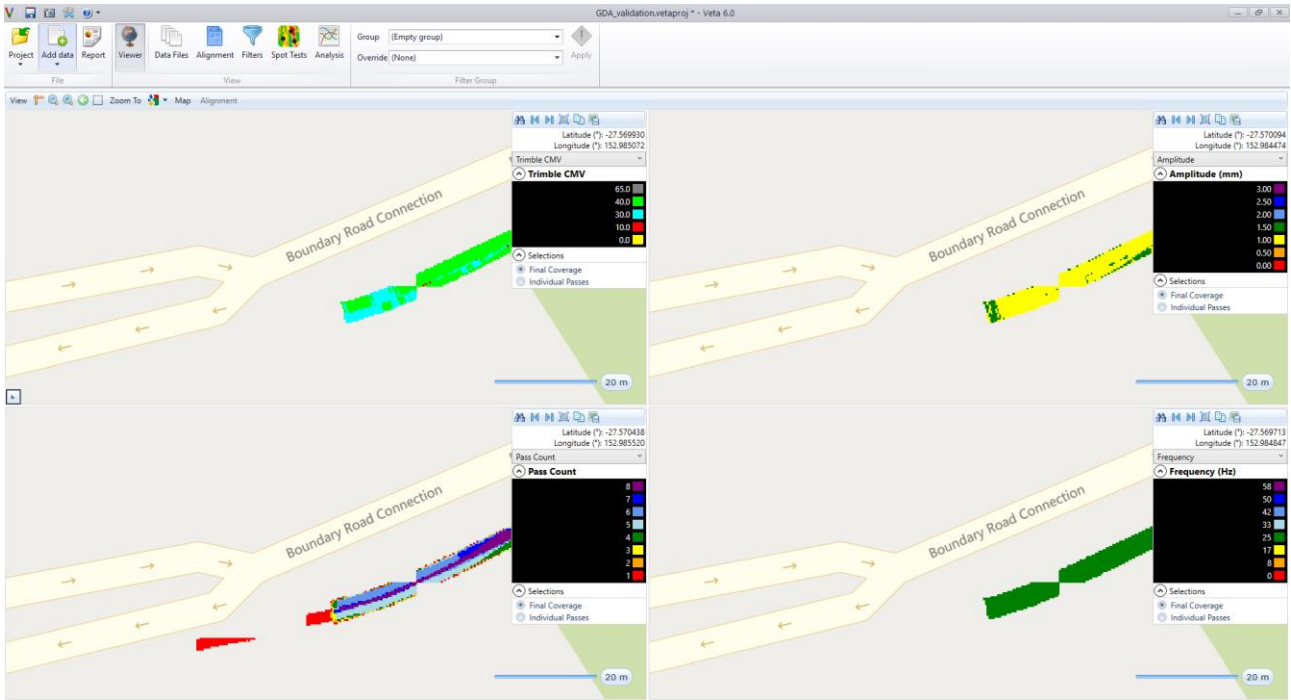 GDA_validation.vetaproj * - Veta 6.0
Project
Add data
Report
Viewer
Data Files
Alignment
Filters
Spot Tests
Analysis
Group (Empty group)
Override (None)
Apply
File
View
Filter Group
View Zoom To Map Alignment
Latitude (°): -27.569930
Longitude (°): 152.985072
Trimble CMV
Trimble CMV
65.0
40.0
30.0
10.0
0.0
Selections
Final Coverage
Individual Passes
Boundary Road Connection
20 m
Latitude (°): -27.570094
Longitude (°): 152.984474
Amplitude
Amplitude (mm)
3.00
2.50
2.00
1.50
1.00
0.50
0.00
Selections
Final Coverage
Individual Passes
Boundary Road Connection
20 m
Latitude (°): -27.570438
Longitude (°): 152.985520
Pass Count
Pass Count
8
7
6
5
4
3
2
1
Selections
Final Coverage
Individual Passes
Boundary Road Connection
20 m
Latitude (°): -27.569713
Longitude (°): 152.984847
Frequency
Frequency (Hz)
58
50
42
33
25
17
8
0
Selections
Final Coverage
Individual Passes
Boundary Road Connection
20 m